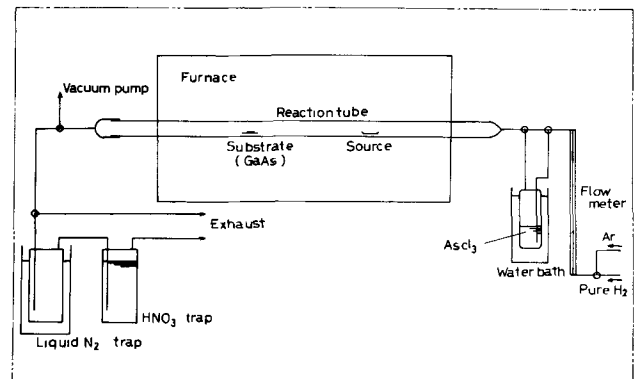 Vacuum pump
Furnace
Reaction tube
Substrate
(GaAs)
Source
Exhaust
Flow
meter
Ascl₃
Ar
Water bath
Pure H₂
HNO₃ trap
Liquid N₂ trap